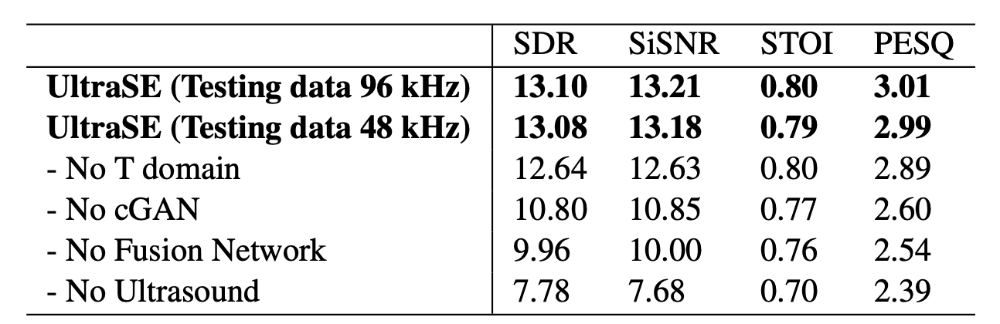 SDR SiSNR STOI PESQ
UltraSE (Testing data 96 kHz) 13.10 13.21 0.80 3.01
UltraSE (Testing data 48 kHz) 13.08 13.18 0.79 2.99
- No T domain 12.64 12.63 0.80 2.89
- No cGAN 10.80 10.85 0.77 2.60
- No Fusion Network 9.96 10.00 0.76 2.54
- No Ultrasound 7.78 7.68 0.70 2.39